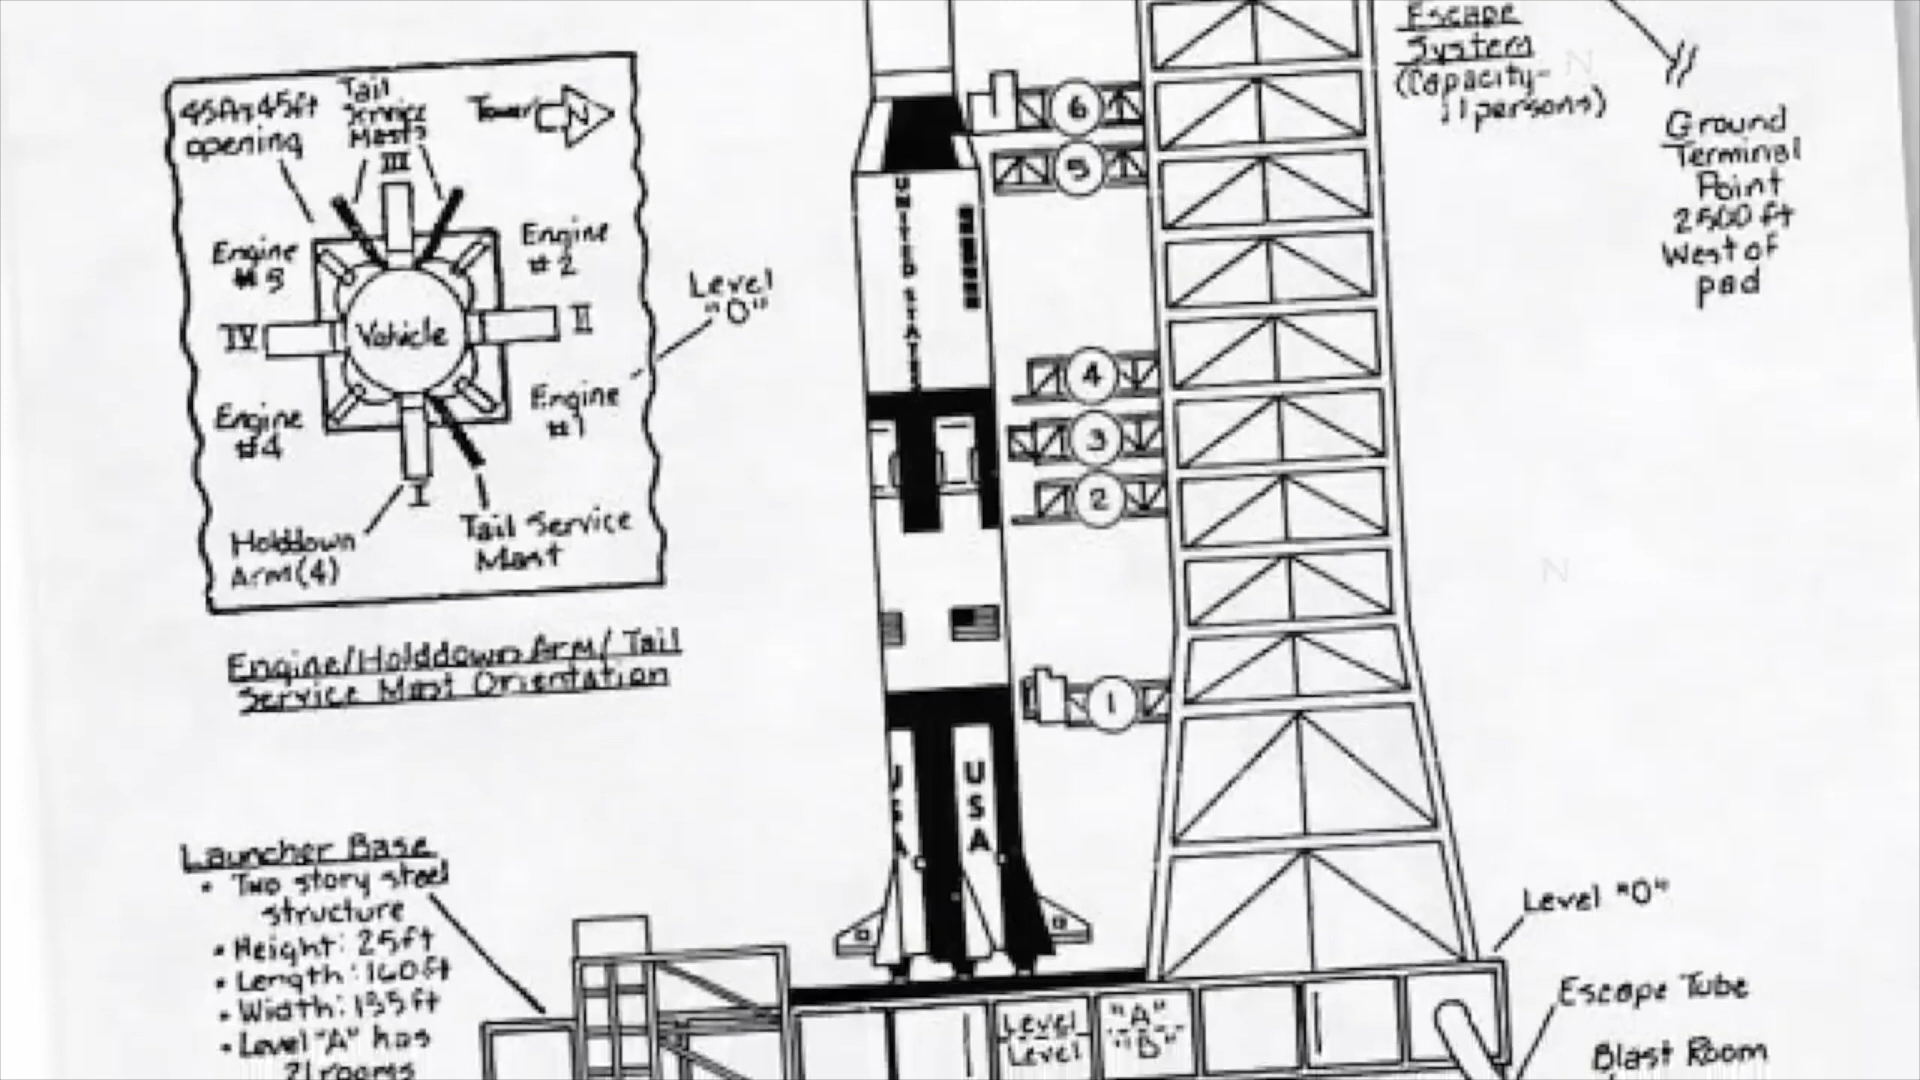 45ft x 45ft
opening
Tail
Service
Masts
III
Tower
N
Engine
#3
Engine
#2
IV
Vehicle
II
Engine
#4
Engine
#1
I
Holddown
Arm(4)
Tail Service
Mast
Level
"0"
Engine/Holddown Arm/Tail
Service Mast Orientation
Launcher Base
• Two story steel
structure
• Height: 25ft
• Length: 160ft
• Width: 135ft
• Level "A" has
21 rooms
UNITED STATES
6
5
4
3
2
1
USA
USA
Level "A"
Level "B"
Escape
System
(Capacity-
11 persons)
Ground
Terminal
Point
2500 ft
West of
pad
Level "0"
Escape Tube
Blast Room